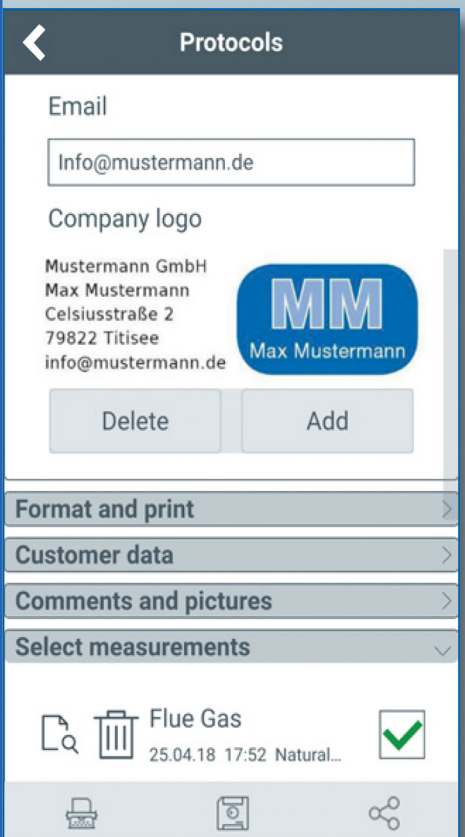 Protocols
Email
Info@mustermann.de
Company logo
Mustermann GmbH
Max Mustermann
Celsiusstraße 2
79822 Titisee
info@mustermann.de
MM
Max Mustermann
Delete
Add
Format and print
Customer data
Comments and pictures
Select measurements
Flue Gas
25.04.18 17:52 Natural...